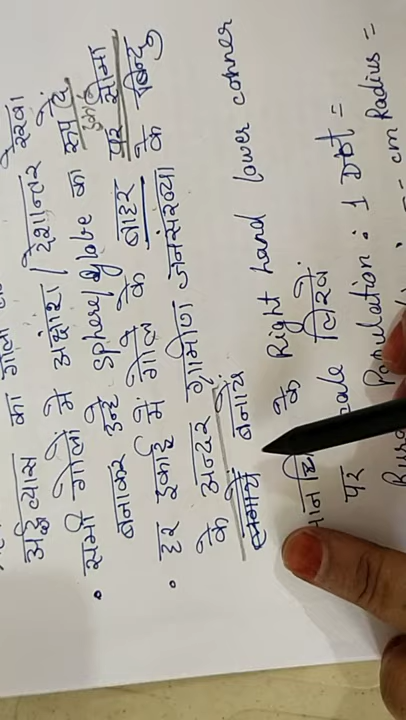 अर्द्धव्यास का गोला
• सभी गोलों में अक्षांश/देशान्तर रेखा
बनाकर उन्हें Sphere/Globe का रूप दें
• हर इकाई में गोले के बाहर पर सीमा
के अन्दर ग्रामीण जनसंख्या के बिन्दु
समायें बनायें
मान के Right hand lower corner
पर scale लिखें
Population : 1 Dot =
= cm Radius =